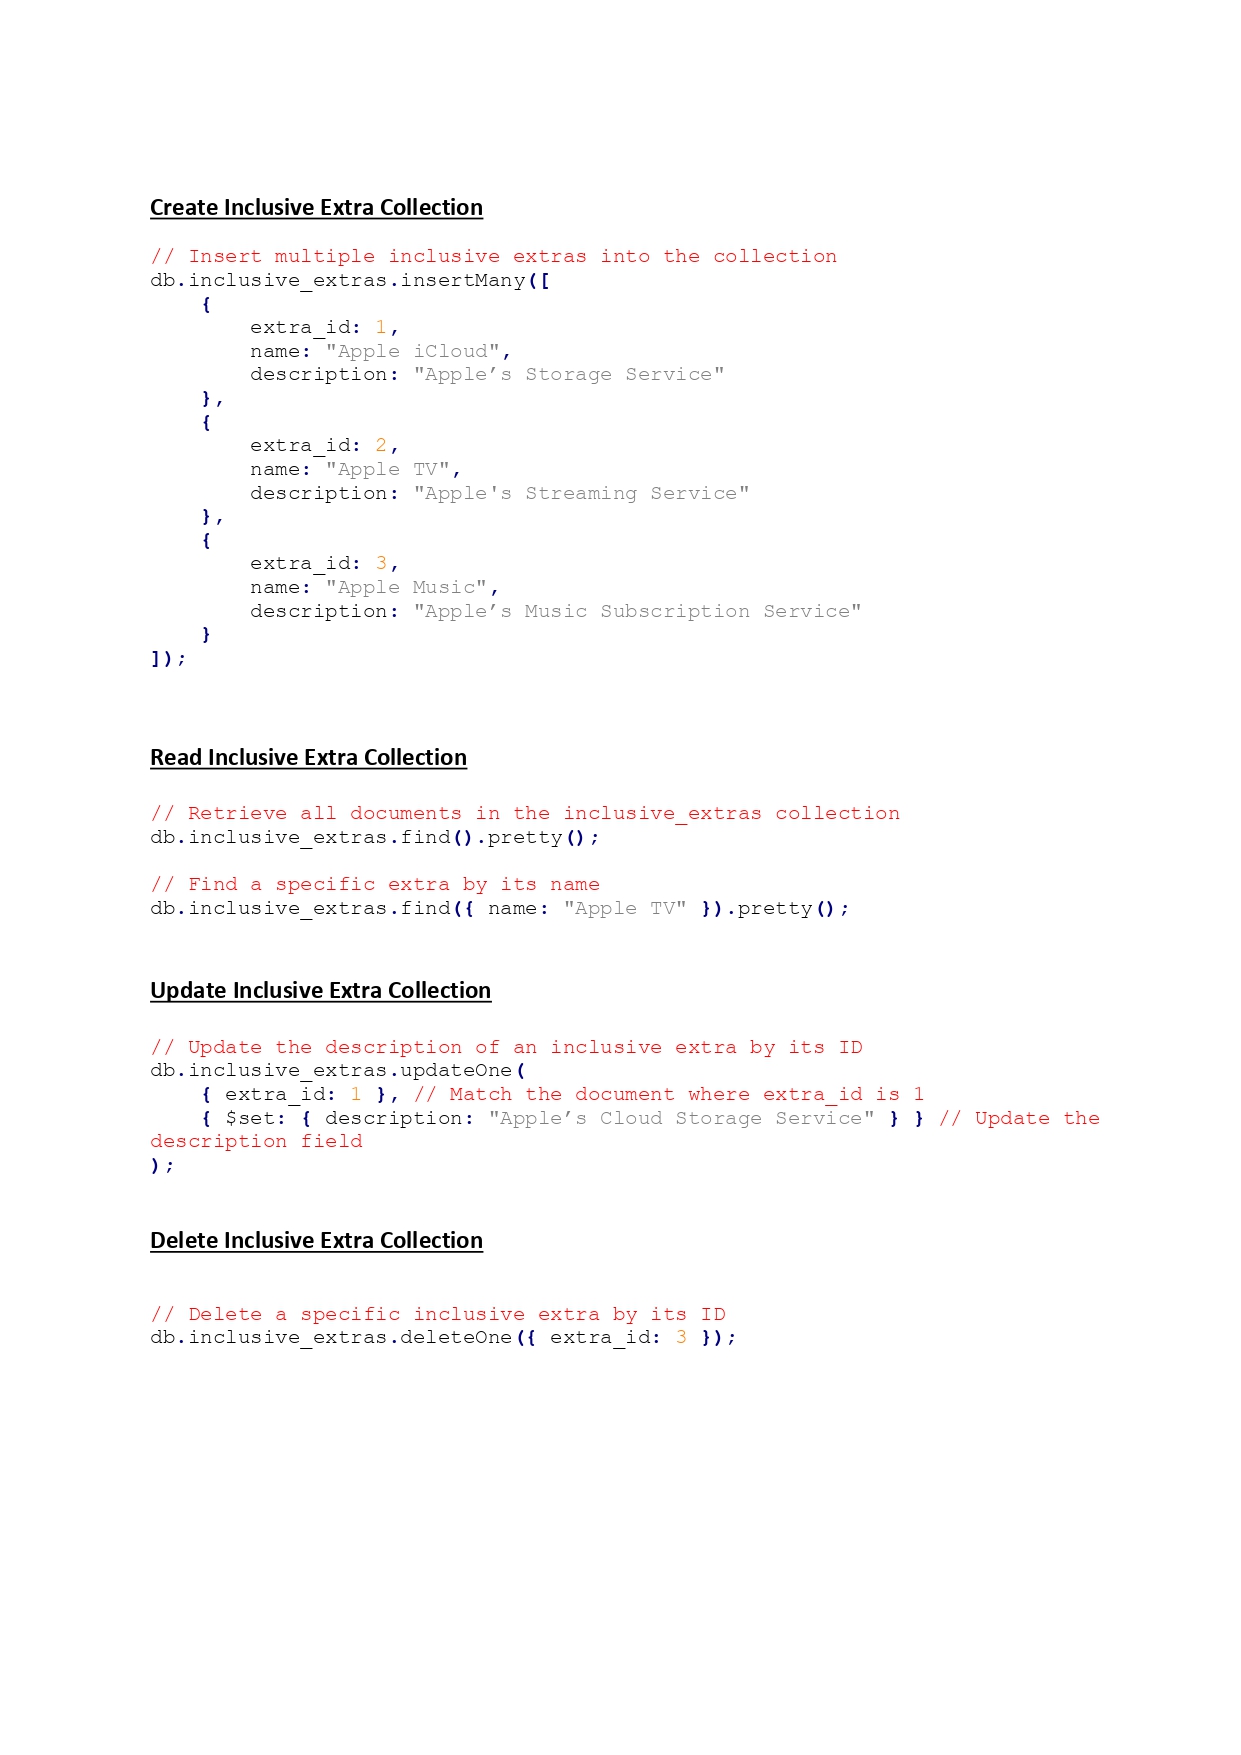 Create Inclusive Extra Collection
// Insert multiple inclusive extras into the collection
db.inclusive_extras.insertMany([
    {
        extra_id: 1,
        name: "Apple iCloud",
        description: "Apple’s Storage Service"
    },
    {
        extra_id: 2,
        name: "Apple TV",
        description: "Apple's Streaming Service"
    },
    {
        extra_id: 3,
        name: "Apple Music",
        description: "Apple’s Music Subscription Service"
    }
]);
Read Inclusive Extra Collection
// Retrieve all documents in the inclusive_extras collection
db.inclusive_extras.find().pretty();
// Find a specific extra by its name
db.inclusive_extras.find({ name: "Apple TV" }).pretty();
Update Inclusive Extra Collection
// Update the description of an inclusive extra by its ID
db.inclusive_extras.updateOne(
    { extra_id: 1 }, // Match the document where extra_id is 1
    { $set: { description: "Apple’s Cloud Storage Service" } } // Update the
description field
);
Delete Inclusive Extra Collection
// Delete a specific inclusive extra by its ID
db.inclusive_extras.deleteOne({ extra_id: 3 });